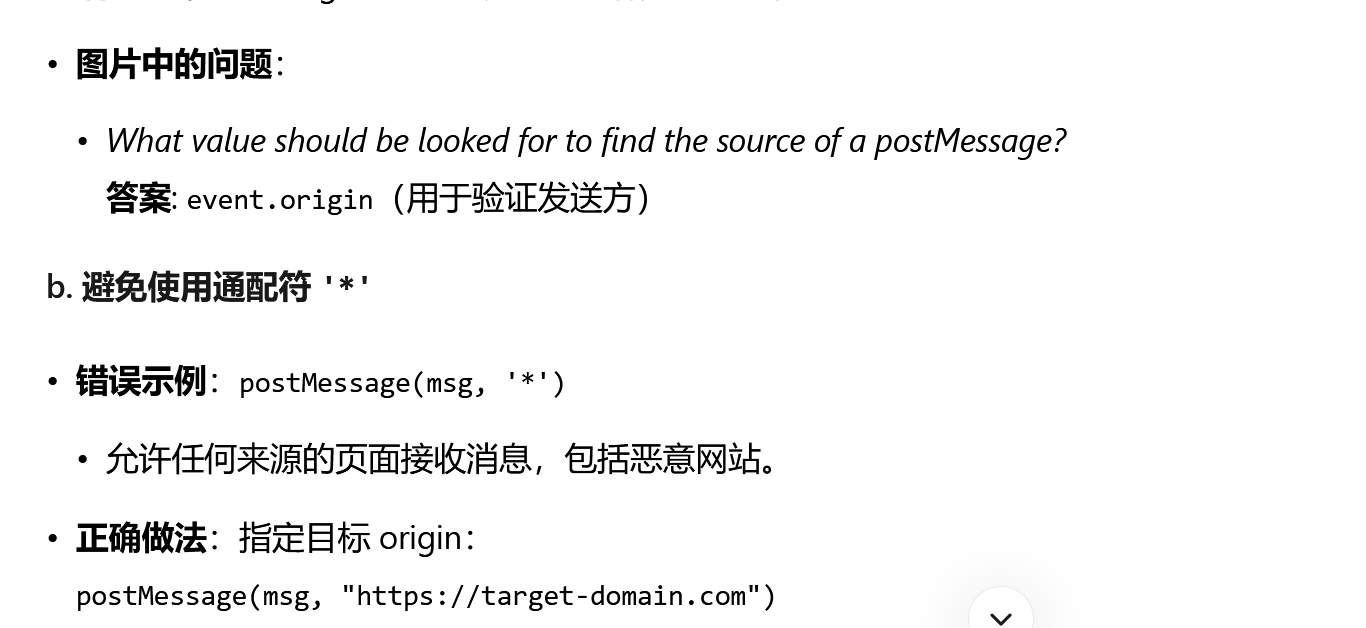 • 图片中的问题：
• What value should be looked for to find the source of a postMessage?
答案: event.origin（用于验证发送方）
b. 避免使用通配符 '*'
• 错误示例：postMessage(msg, '*')
• 允许任何来源的页面接收消息，包括恶意网站。
• 正确做法：指定目标 origin：
postMessage(msg, "https://target-domain.com")